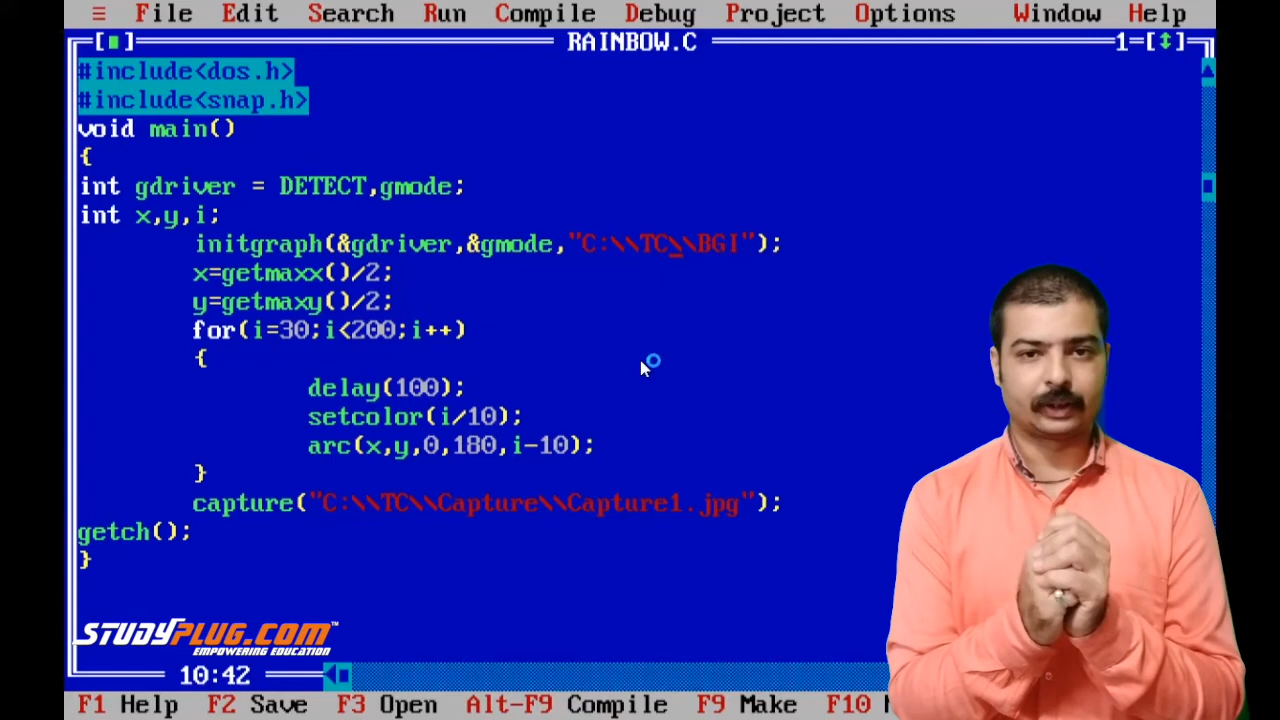 ≡ File Edit Search Run Compile Debug Project Options Window Help
[■] RAINBOW.C 1=[↕]
#include<dos.h>
#include<snap.h>
void main()
{
int gdriver = DETECT,gmode;
int x,y,i;
initgraph(&gdriver,&gmode,"C:\\TC\\BGI");
x=getmaxx()/2;
y=getmaxy()/2;
for(i=30;i<200;i++)
{
delay(100);
setcolor(i/10);
arc(x,y,0,180,i-10);
}
capture("C:\\TC\\Capture\\Capture1.jpg");
getch();
}
STUDYPLUG.COM™
EMPOWERING EDUCATION
10:42
F1 Help F2 Save F3 Open Alt-F9 Compile F9 Make F10